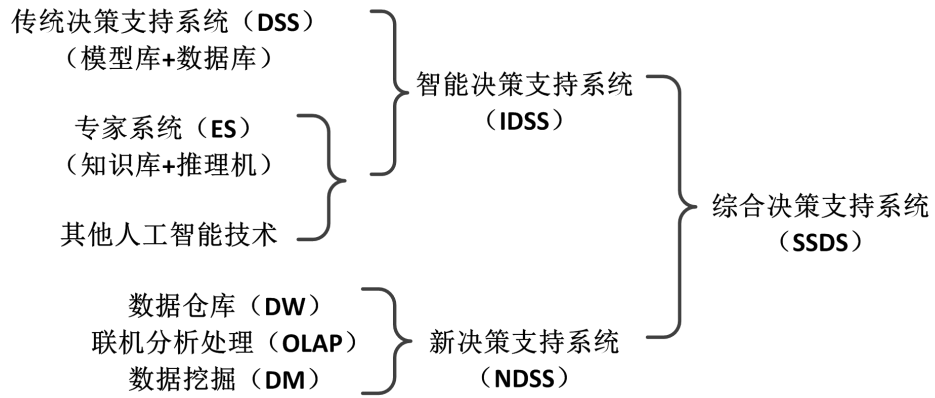 传统决策支持系统（DSS）
（模型库+数据库）
专家系统（ES）
（知识库+推理机）
其他人工智能技术
智能决策支持系统
（IDSS）
数据仓库（DW）
联机分析处理（OLAP）
数据挖掘（DM）
新决策支持系统
（NDSS）
综合决策支持系统
（SSDS）